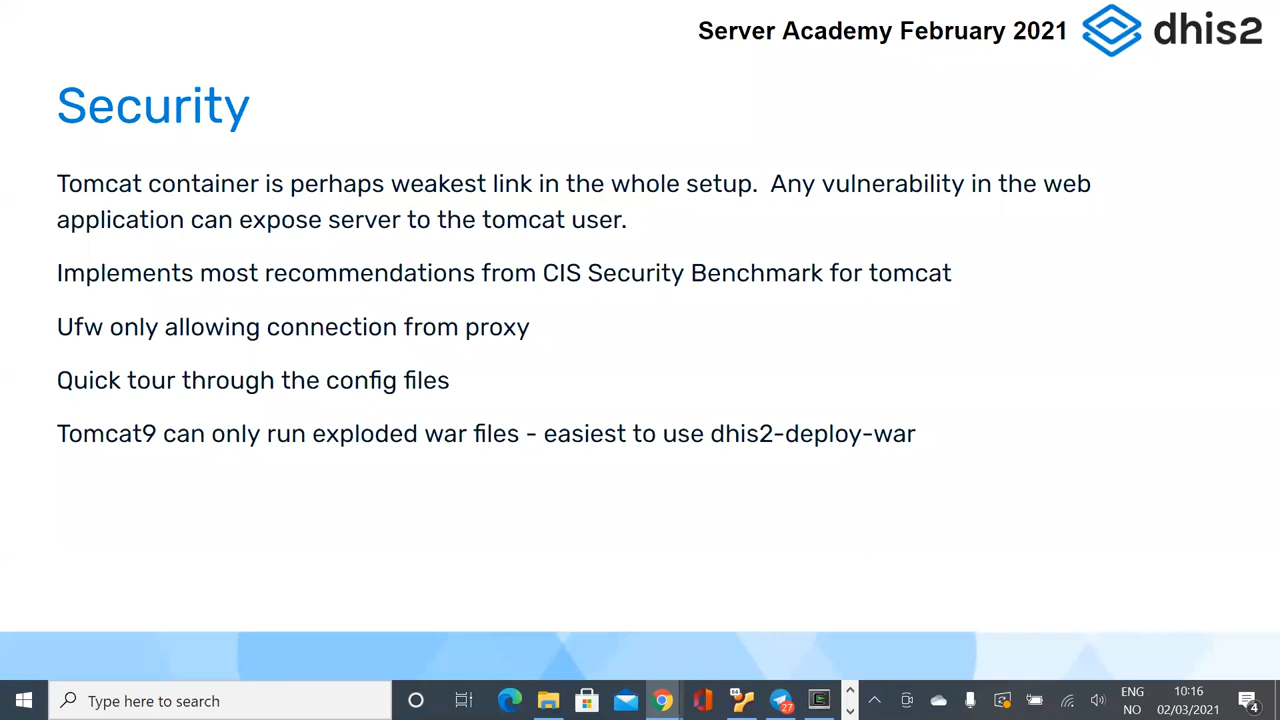 Server Academy February 2021
dhis2
Security
Tomcat container is perhaps weakest link in the whole setup.  Any vulnerability in the web
application can expose server to the tomcat user.
Implements most recommendations from CIS Security Benchmark for tomcat
Ufw only allowing connection from proxy
Quick tour through the config files
Tomcat9 can only run exploded war files - easiest to use dhis2-deploy-war
Type here to search
27
ENG
NO
10:16
02/03/2021
4